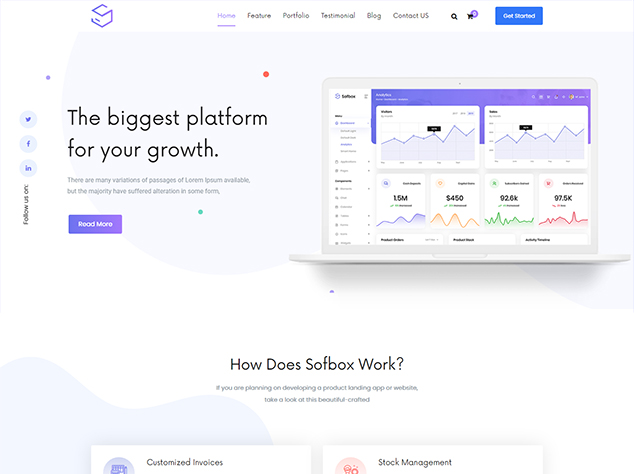 Home Feature Portfolio Testimonial Blog Contact US
Get Started
The biggest platform
for your growth.
There are many variations of passages of Lorem Ipsum available,
but the majority have suffered alteration in some form,
Read More
Follow us on:
Sofbox
Analytics
Visitors
Sales
Components
1.5M
$450
92.6k
97.5K
Product Orders
Product Stock
Activity Timeline
How Does Sofbox Work?
If you are planning on developing a product landing app or website,
take a look at this beautiful-crafted
Customized Invoices
Stock Management